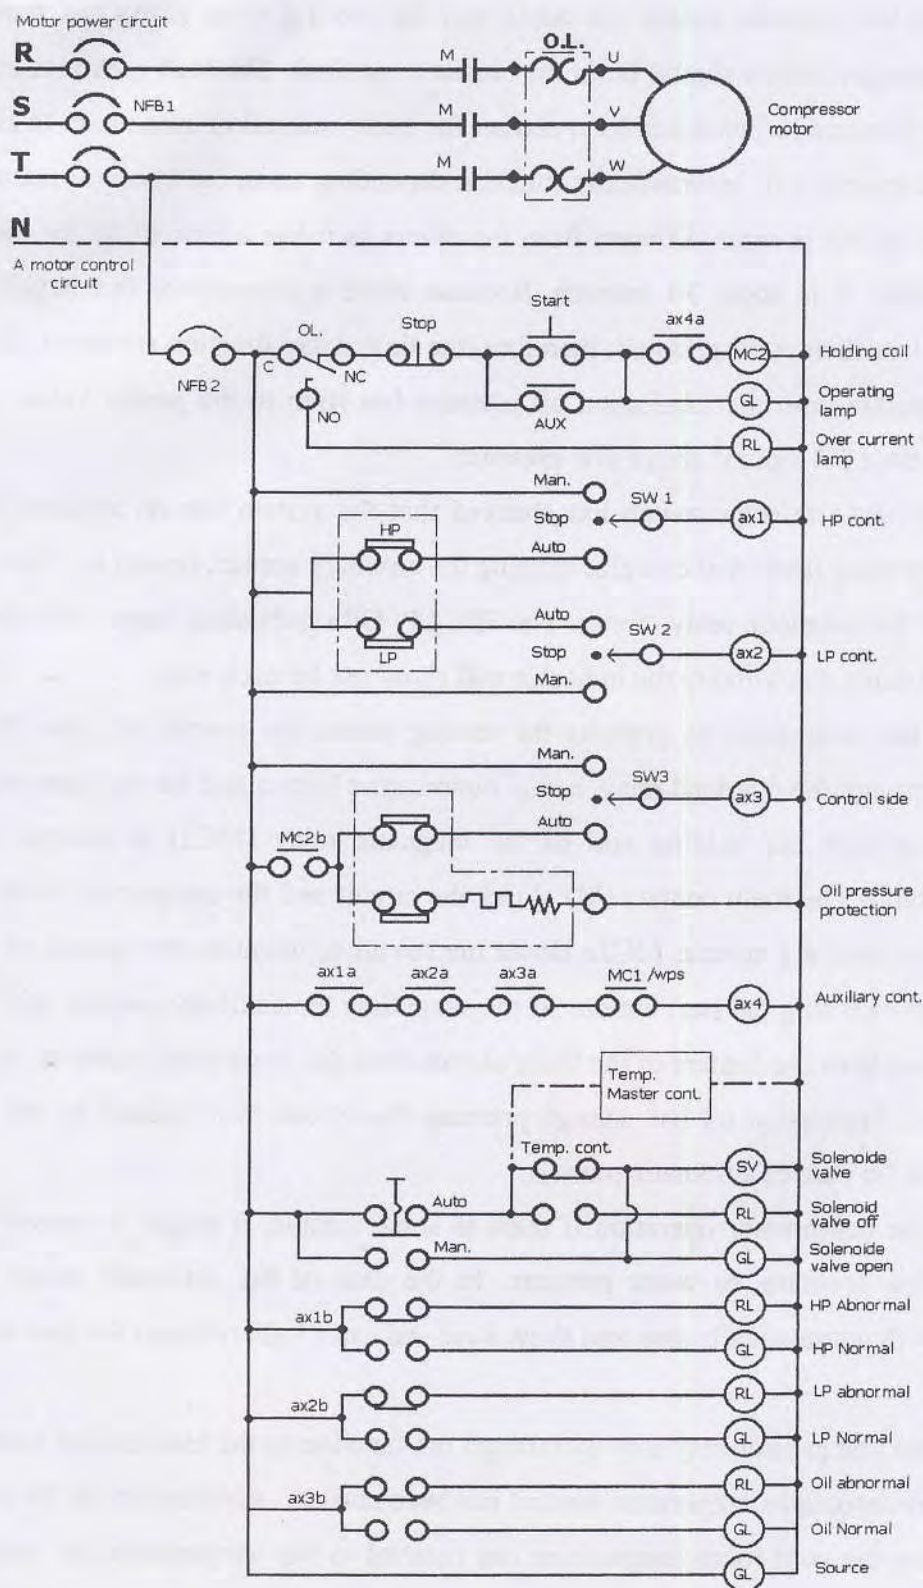 Motor power circuit
R
S
T
N
NFB1
M
M
M
O.L.
U
V
W
Compressor
motor
A motor control
circuit
NFB2
OL.
C
NC
NO
Stop
Start
AUX
ax4a
MC2
Holding coil
GL
Operating
lamp
RL
Over current
lamp
Man.
Stop
SW 1
ax1
HP cont.
Auto
HP
LP
Auto
Stop
SW 2
ax2
LP cont.
Man.
Man.
Stop
SW3
ax3
Control side
Auto
MC2b
Oil pressure
protection
ax1a
ax2a
ax3a
MC1 /wps
ax4
Auxiliary cont.
Temp.
Master cont.
Temp. cont.
SV
Solenoide
valve
Auto
RL
Solenoid
valve off
Man.
GL
Solenoide
valve open
ax1b
RL
HP Abnormal
GL
HP Normal
ax2b
RL
LP abnormal
GL
LP Normal
ax3b
RL
Oil abnormal
GL
Oil Normal
GL
Source